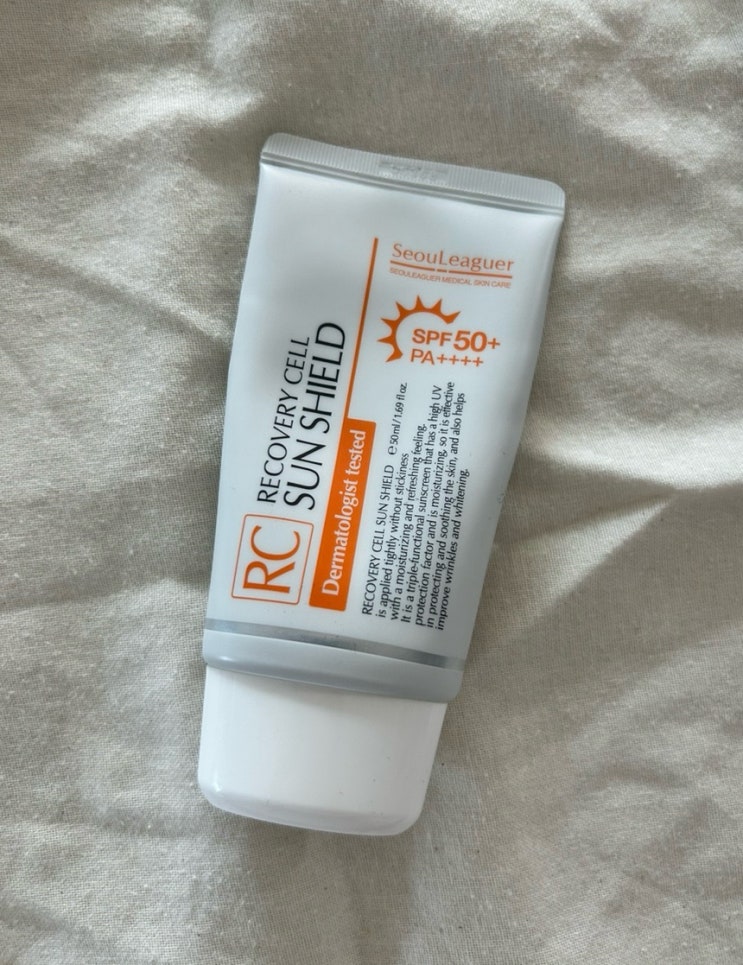 SeouLeaguer
SEOULEAGUER MEDICAL SKIN CARE
SPF 50+
PA++++
RC
RECOVERY CELL
SUN SHIELD
Dermatologist tested
RECOVERY CELL SUN SHIELD ℮ 50ml/1.69 fl oz.
is applied tightly without stickiness
with a moisturizing and refreshing feeling.
It is a triple-functional sunscreen that has a high UV
protection factor and is moisturizing, so it is effective
in protecting and soothing the skin, and also helps
improve wrinkles and whitening.